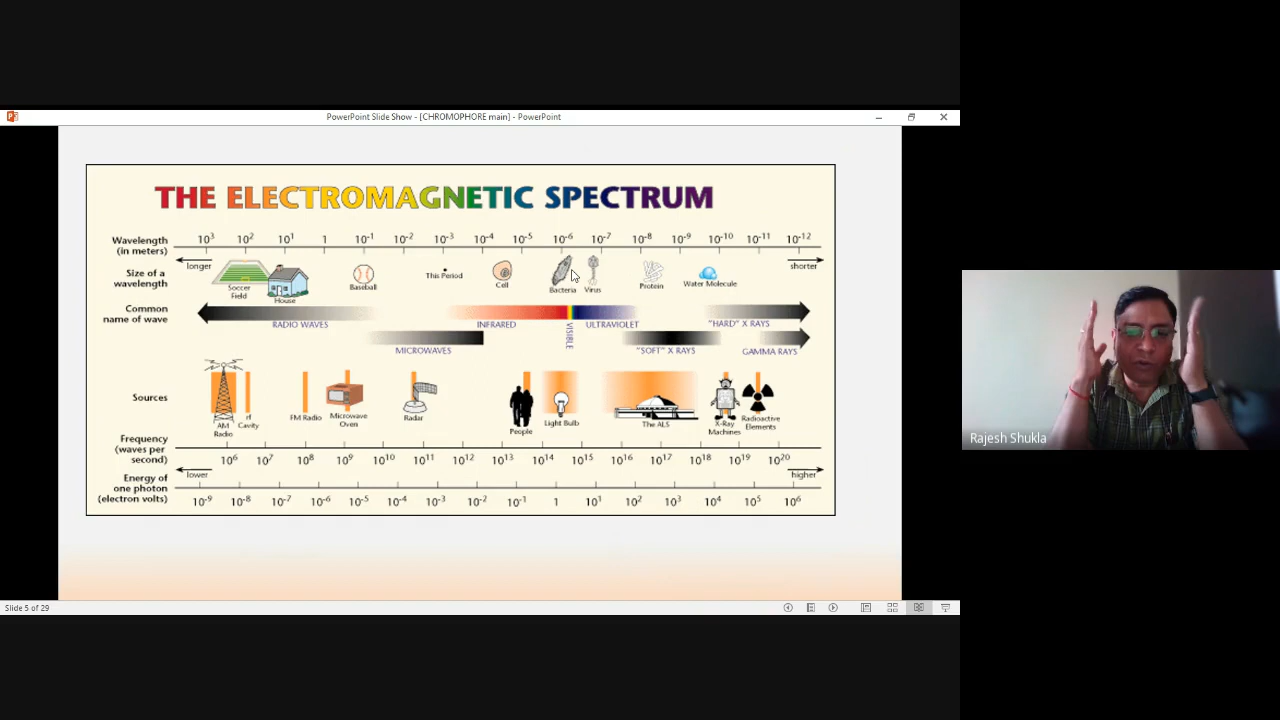 PowerPoint Slide Show - [CHROMOPHORE main] - PowerPoint
THE ELECTROMAGNETIC SPECTRUM
Wavelength (in meters)
10³ 10² 10¹ 1 10⁻¹ 10⁻² 10⁻³ 10⁻⁴ 10⁻⁵ 10⁻⁶ 10⁻⁷ 10⁻⁸ 10⁻⁹ 10⁻¹⁰ 10⁻¹¹ 10⁻¹²
longer
shorter
Size of a wavelength
Soccer Field
House
Baseball
This Period
Cell
Bacteria
Virus
Protein
Water Molecule
Common name of wave
RADIO WAVES
INFRARED
VISIBLE
ULTRAVIOLET
"HARD" X RAYS
MICROWAVES
"SOFT" X RAYS
GAMMA RAYS
Sources
AM Radio
rf Cavity
FM Radio
Microwave Oven
Radar
People
Light Bulb
The ALS
X-Ray Machines
Radioactive Elements
Frequency (waves per second)
10⁶ 10⁷ 10⁸ 10⁹ 10¹⁰ 10¹¹ 10¹² 10¹³ 10¹⁴ 10¹⁵ 10¹⁶ 10¹⁷ 10¹⁸ 10¹⁹ 10²⁰
lower
higher
Energy of one photon (electron volts)
10⁻⁹ 10⁻⁸ 10⁻⁷ 10⁻⁶ 10⁻⁵ 10⁻⁴ 10⁻³ 10⁻² 10⁻¹ 1 10¹ 10² 10³ 10⁴ 10⁵ 10⁶
Slide 5 of 29
Rajesh Shukla